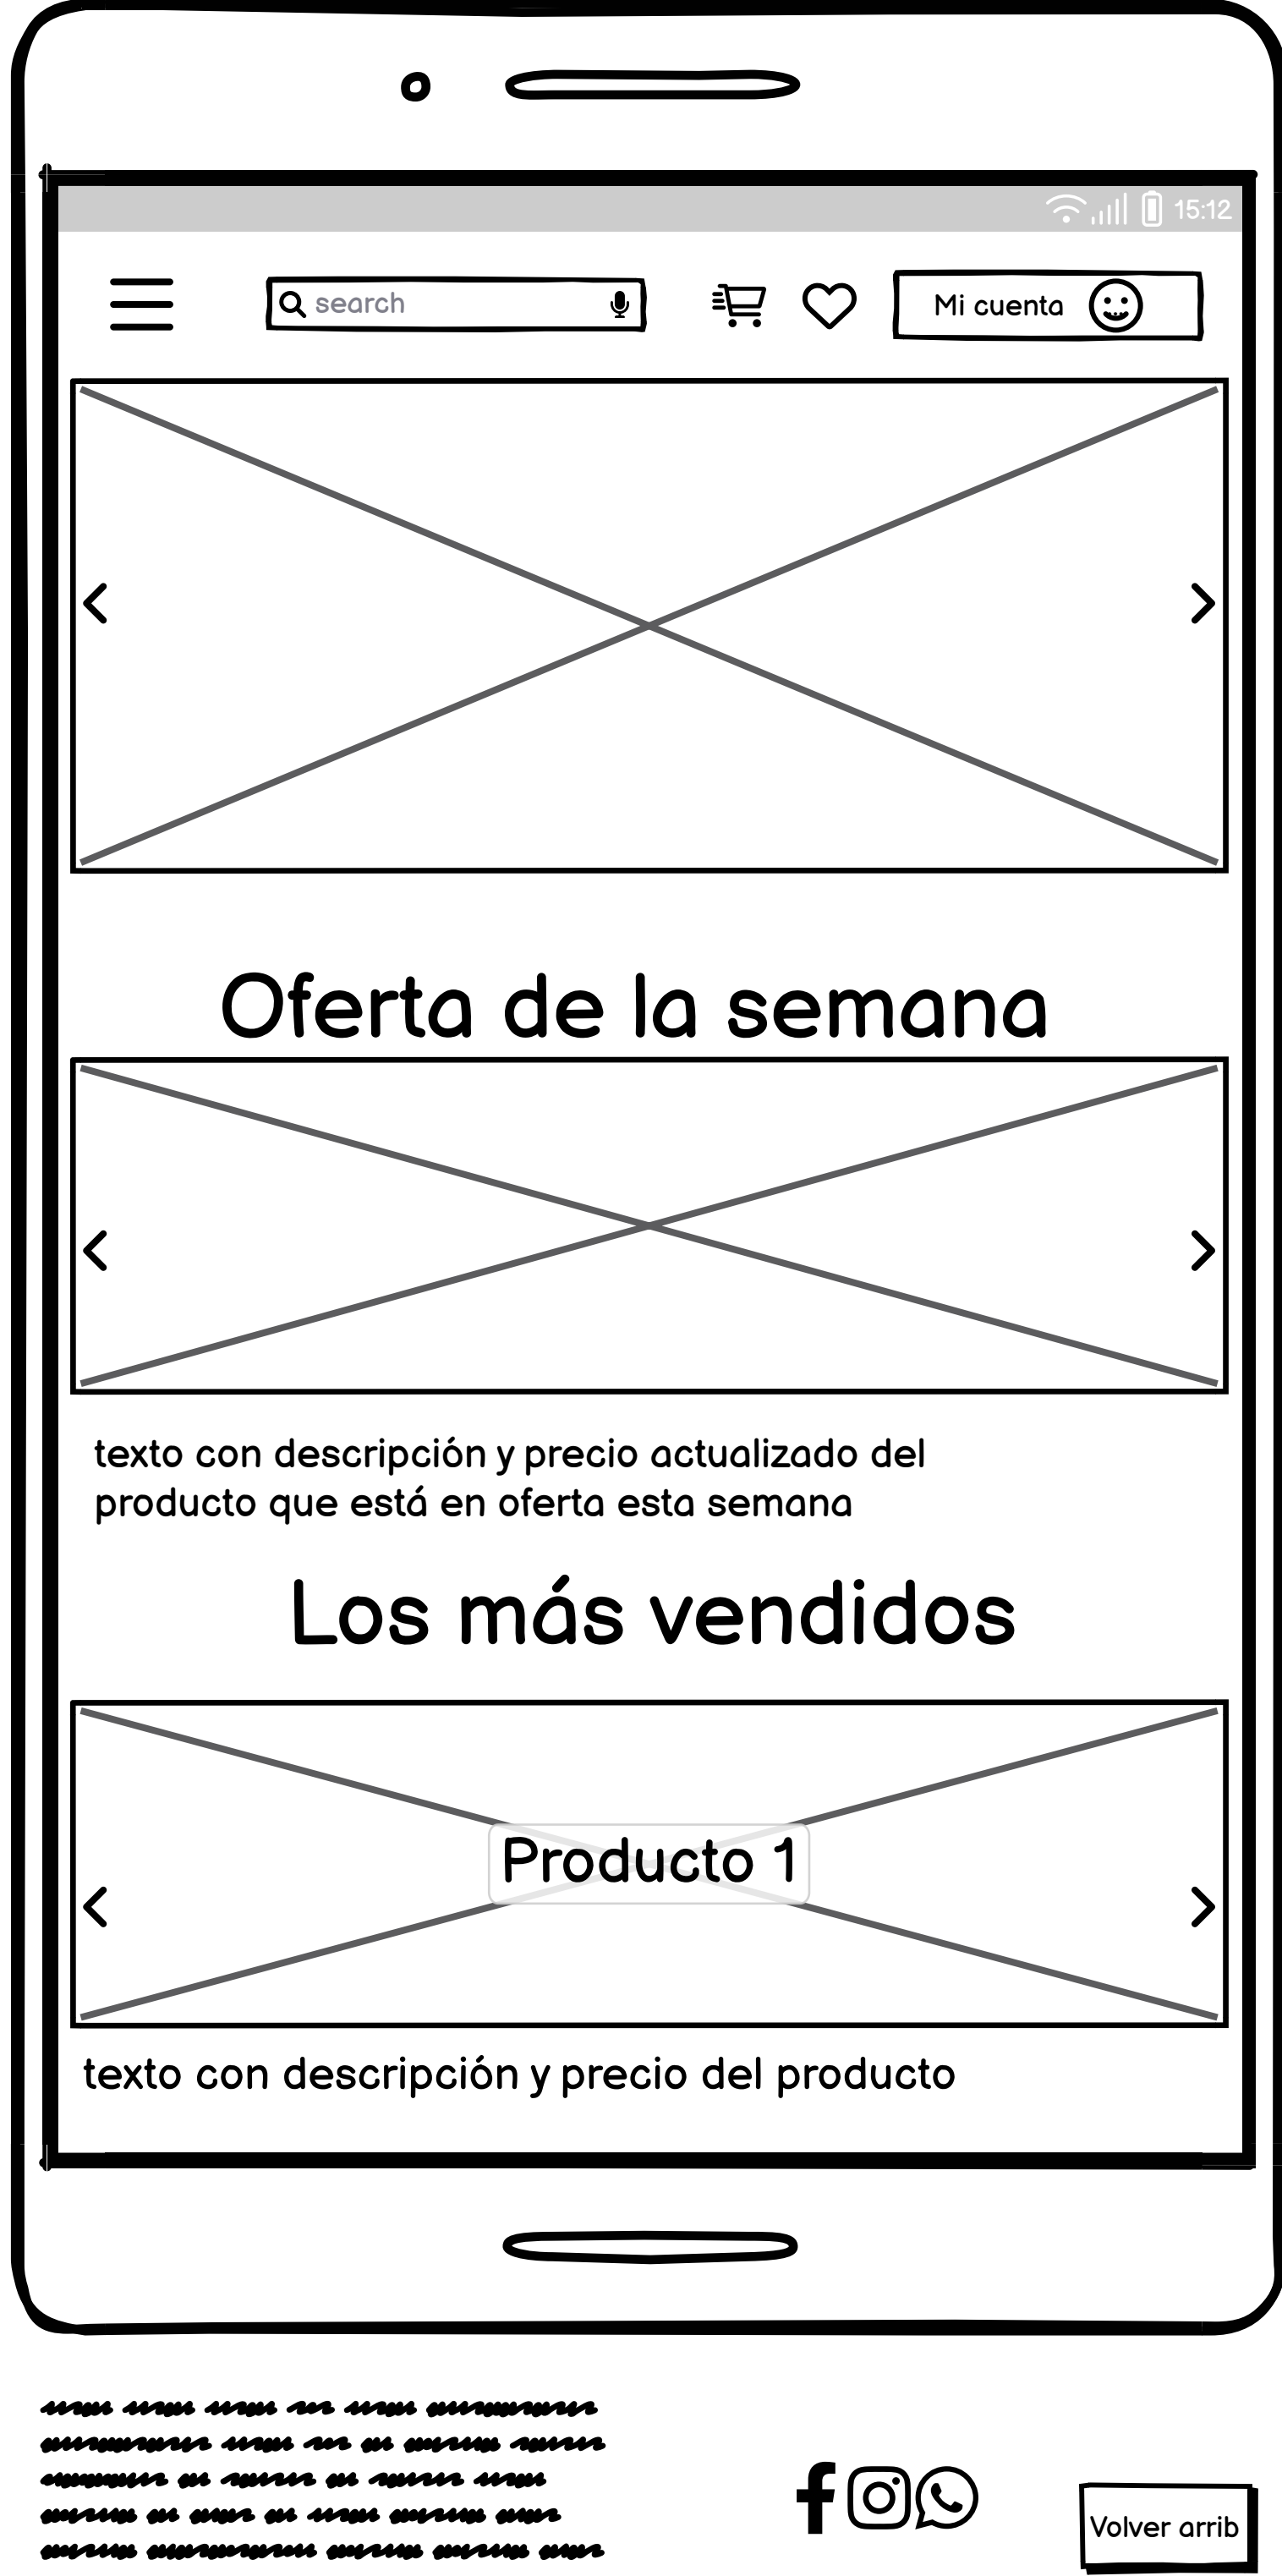 15:12
search
Mi cuenta
Oferta de la semana
texto con descripción y precio actualizado del
producto que está en oferta esta semana
Los más vendidos
Producto 1
texto con descripción y precio del producto
Volver arrib